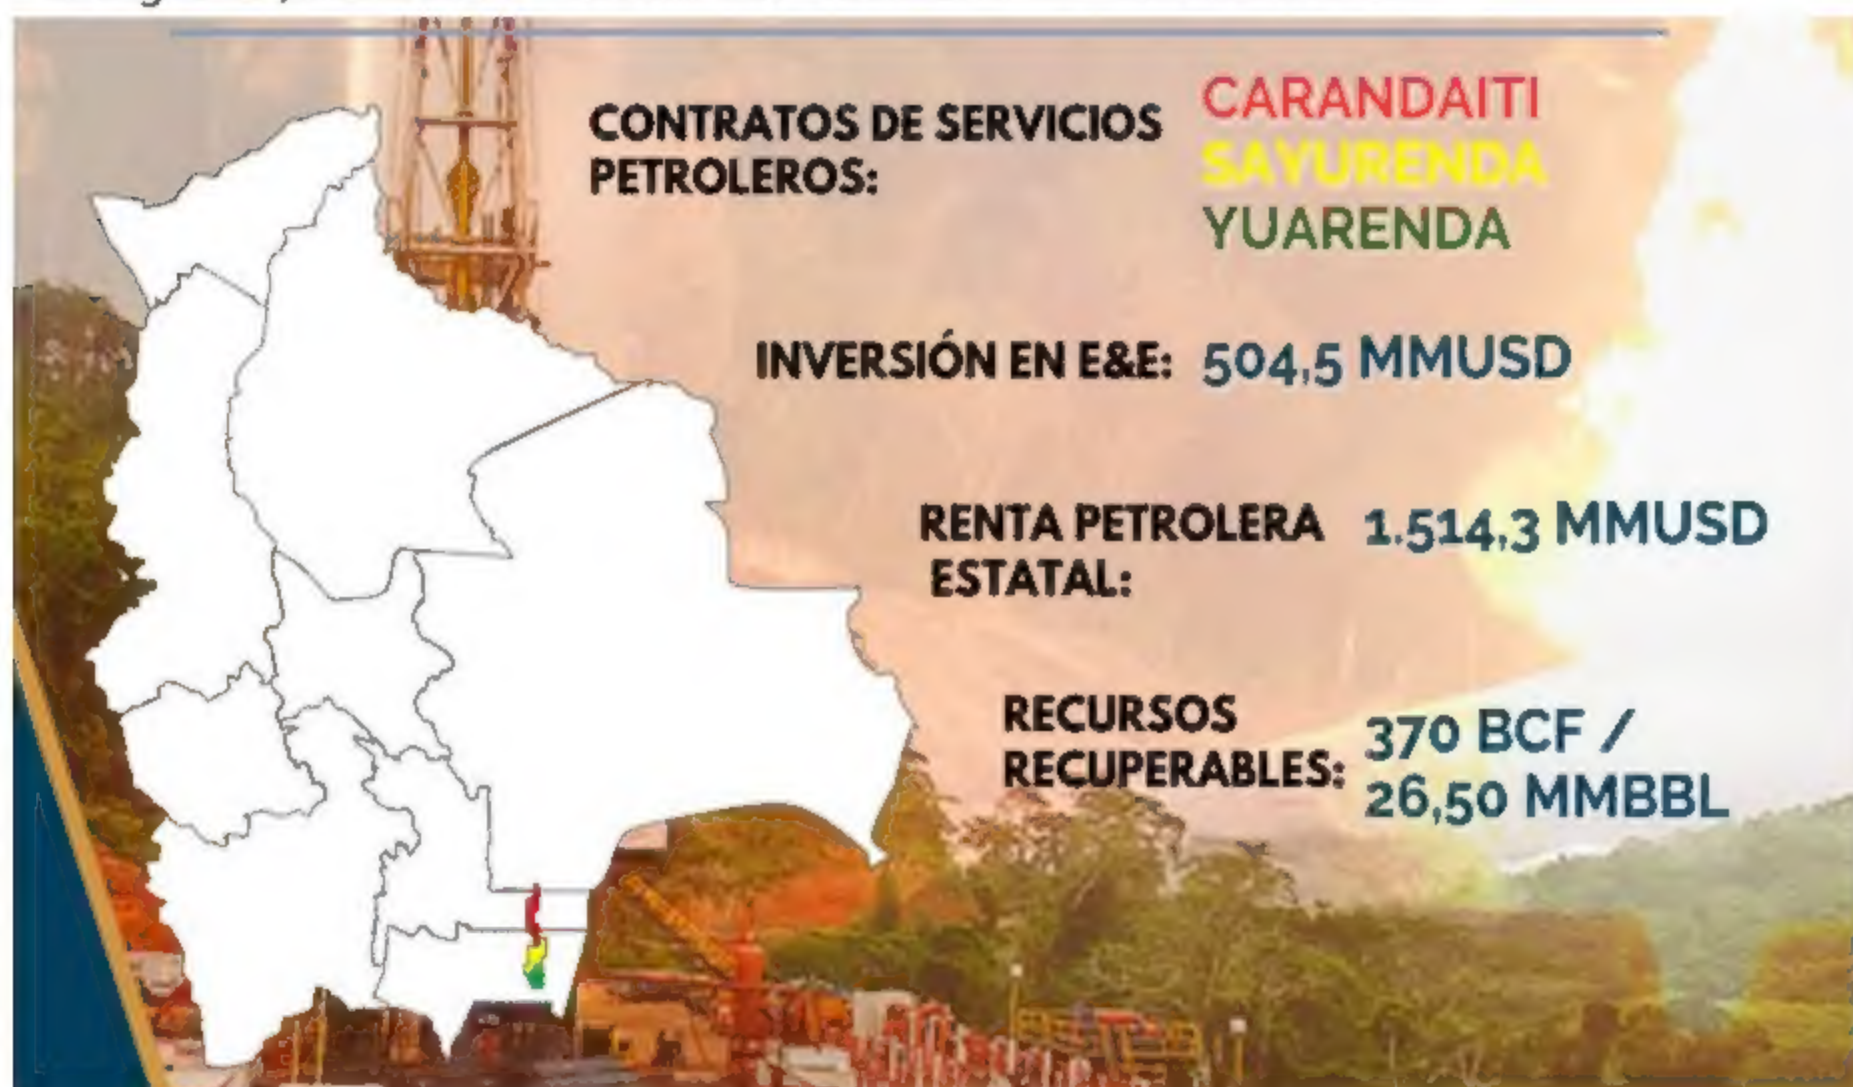 CONTRATOS DE SERVICIOS
PETROLEROS:
CARANDAITI
SAYURENDA
YUARENDA
INVERSIÓN EN E&E: 504,5 MMUSD
RENTA PETROLERA 1.514,3 MMUSD
ESTATAL:
RECURSOS
RECUPERABLES:
370 BCF /
26,50 MMBBL